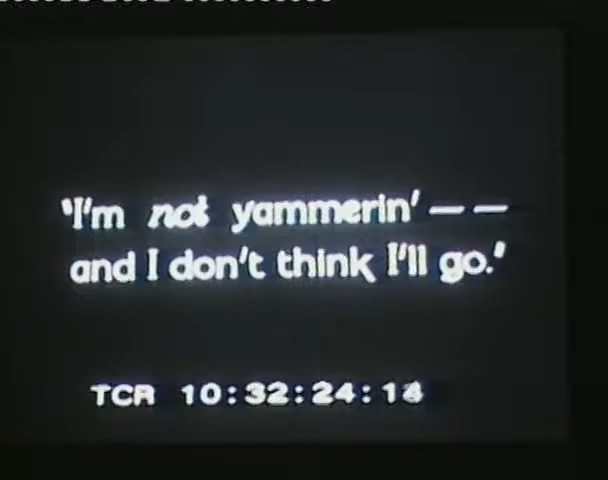 'I'm not yammerin' — —
and I don't think I'll go.'
TCR 10:32:24:14